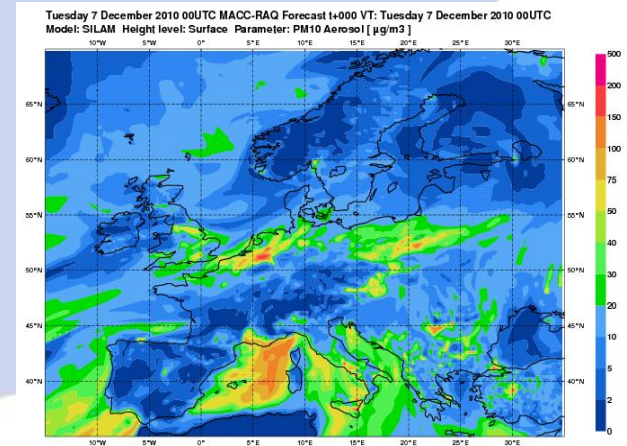 Tuesday 7 December 2010 00UTC MACC-RAQ Forecast t+000 VT: Tuesday 7 December 2010 00UTC
Model: SILAM Height level: Surface Parameter: PM10 Aerosol [ µg/m3 ]
10°W 5°W 0° 5°E 10°E 15°E 20°E 25°E 30°E
500
65°N 65°N
200
150
60°N 60°N
100
75
55°N 55°N
50
40
50°N 50°N
30
20
45°N 45°N
10
5
40°N 40°N
2
0
10°W 5°W 0° 5°E 10°E 15°E 20°E 25°E 30°E